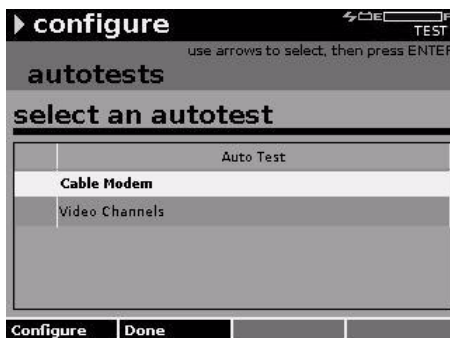 configure
E F
TEST
use arrows to select, then press ENTER
autotests
select an autotest
Auto Test
Cable Modem
Video Channels
Configure Done